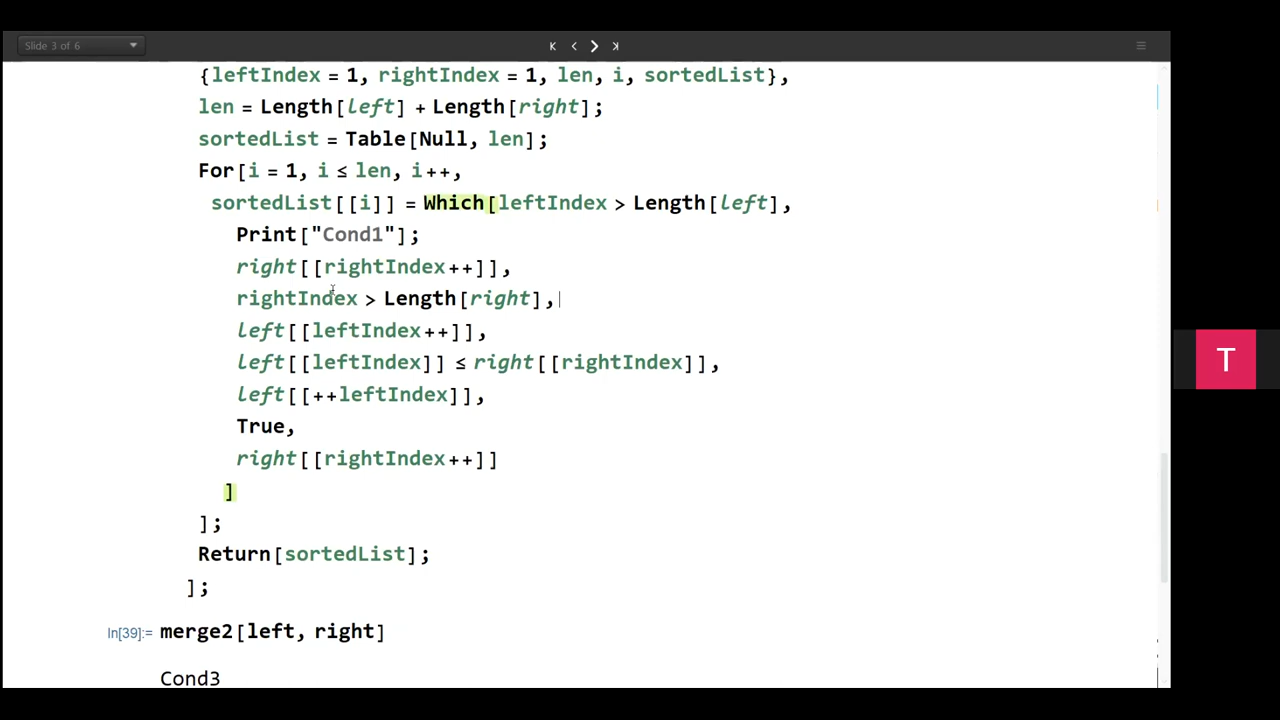 Slide 3 of 6
{leftIndex = 1, rightIndex = 1, len, i, sortedList},
len = Length[left] + Length[right];
sortedList = Table[Null, len];
For[i = 1, i ≤ len, i++,
sortedList[[i]] = Which[leftIndex > Length[left],
Print["Cond1"];
right[[rightIndex++]],
rightIndex > Length[right],
left[[leftIndex++]],
left[[leftIndex]] ≤ right[[rightIndex]],
left[[++leftIndex]],
True,
right[[rightIndex++]]
]
];
Return[sortedList];
];
In[39]:= merge2[left, right]
Cond3
T